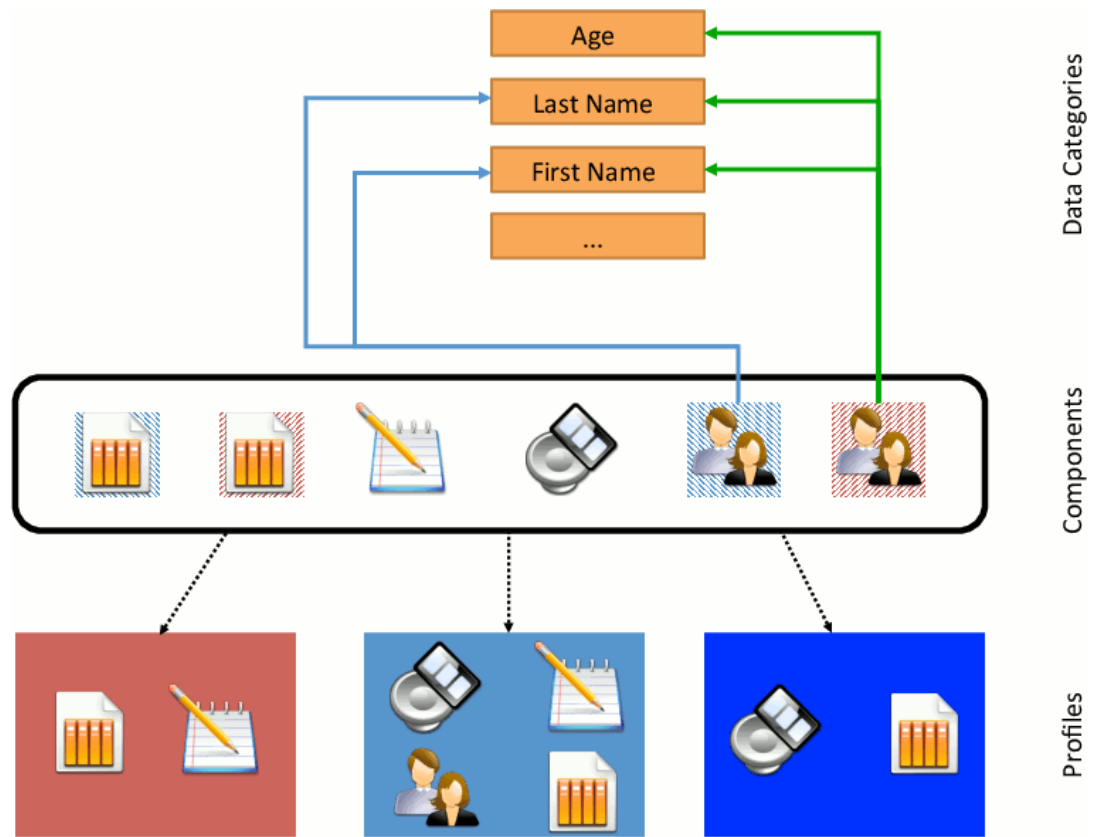 Age
Last Name
First Name
...
Data Categories
Components
Profiles